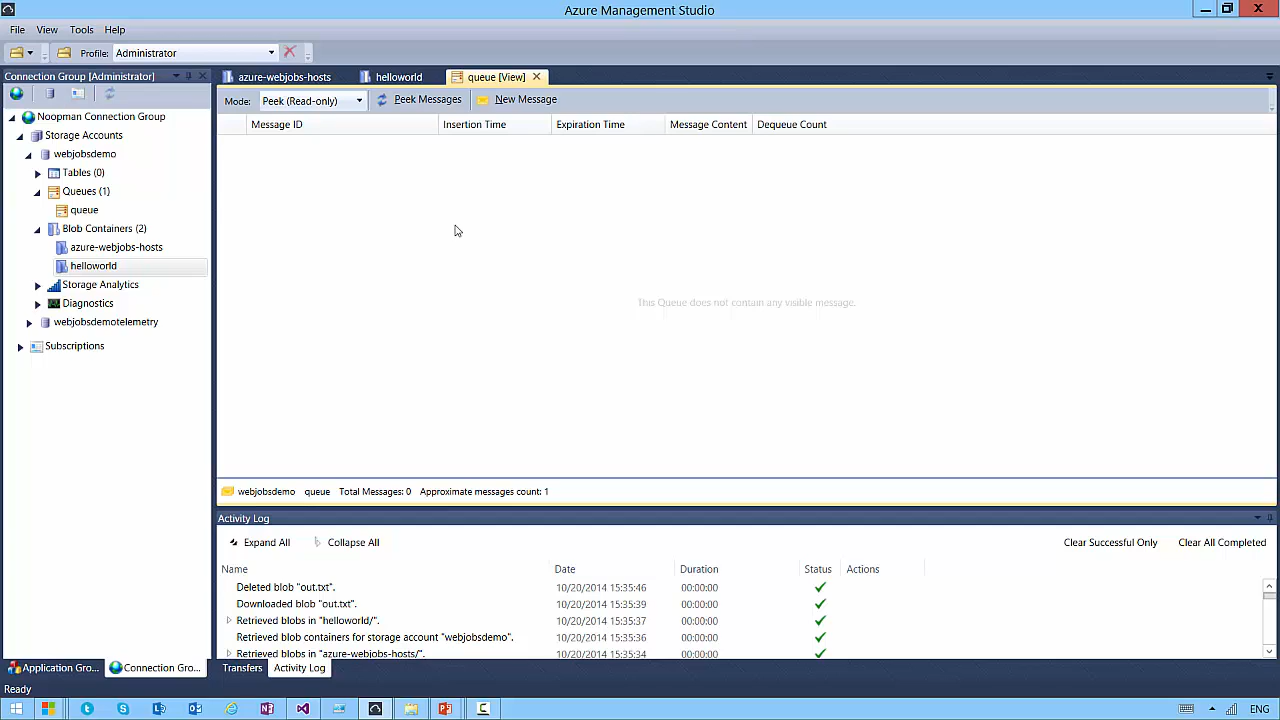 Azure Management Studio
File View Tools Help
Profile: Administrator
Connection Group [Administrator]
azure-webjobs-hosts helloworld queue [View]
Mode: Peek (Read-only) Peek Messages New Message
Message ID Insertion Time Expiration Time Message Content Dequeue Count
Noopman Connection Group
Storage Accounts
webjobsdemo
Tables (0)
Queues (1)
queue
Blob Containers (2)
azure-webjobs-hosts
helloworld
Storage Analytics
Diagnostics
webjobsdemotelemetry
Subscriptions
This Queue does not contain any visible message.
webjobsdemo queue Total Messages: 0 Approximate messages count: 1
Activity Log
Expand All Collapse All Clear Successful Only Clear All Completed
Name Date Duration Status Actions
Deleted blob "out.txt". 10/20/2014 15:35:46 00:00:00
Downloaded blob "out.txt". 10/20/2014 15:35:39 00:00:00
Retrieved blobs in "helloworld/". 10/20/2014 15:35:37 00:00:00
Retrieved blob containers for storage account "webjobsdemo". 10/20/2014 15:35:36 00:00:00
Retrieved blobs in "azure-webjobs-hosts/". 10/20/2014 15:35:34 00:00:00
Application Gro... Connection Gro... Transfers Activity Log
Ready
ENG